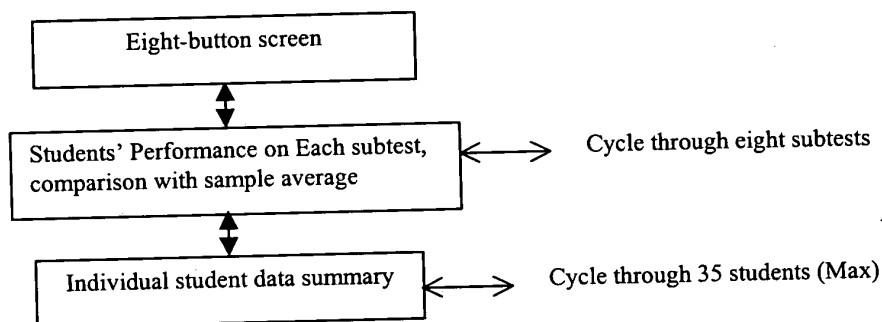 Eight-button screen
Students' Performance on Each subtest,
comparison with sample average
Cycle through eight subtests
Individual student data summary
Cycle through 35 students (Max)